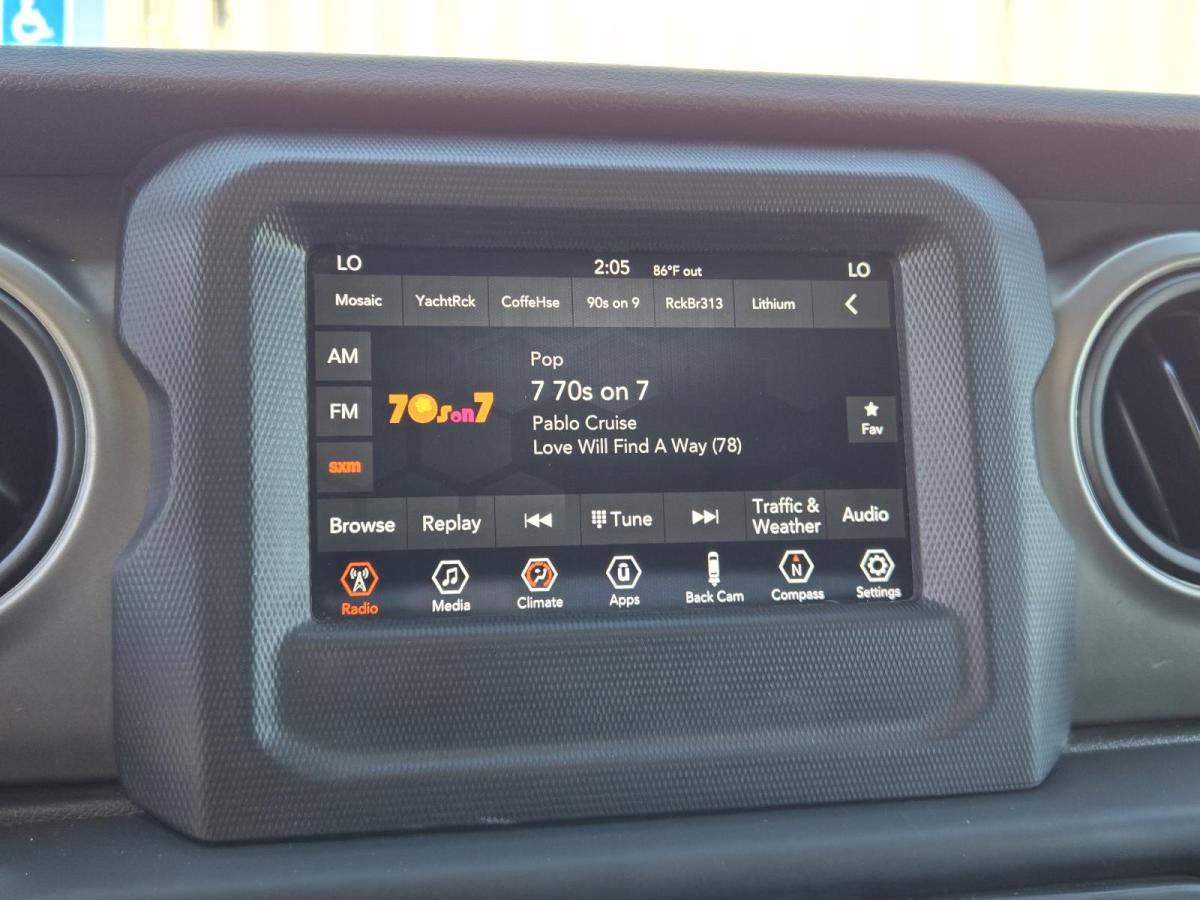 LO 2:05 86°F out LO
Mosaic YachtRck CoffeHse 90s on 9 RckBr313 Lithium
AM
FM
sxm
70s on 7
Pop
7 70s on 7
Pablo Cruise
Love Will Find A Way (78)
Fav
Browse Replay Tune Traffic & Weather Audio
Radio Media Climate Apps Back Cam N Compass Settings